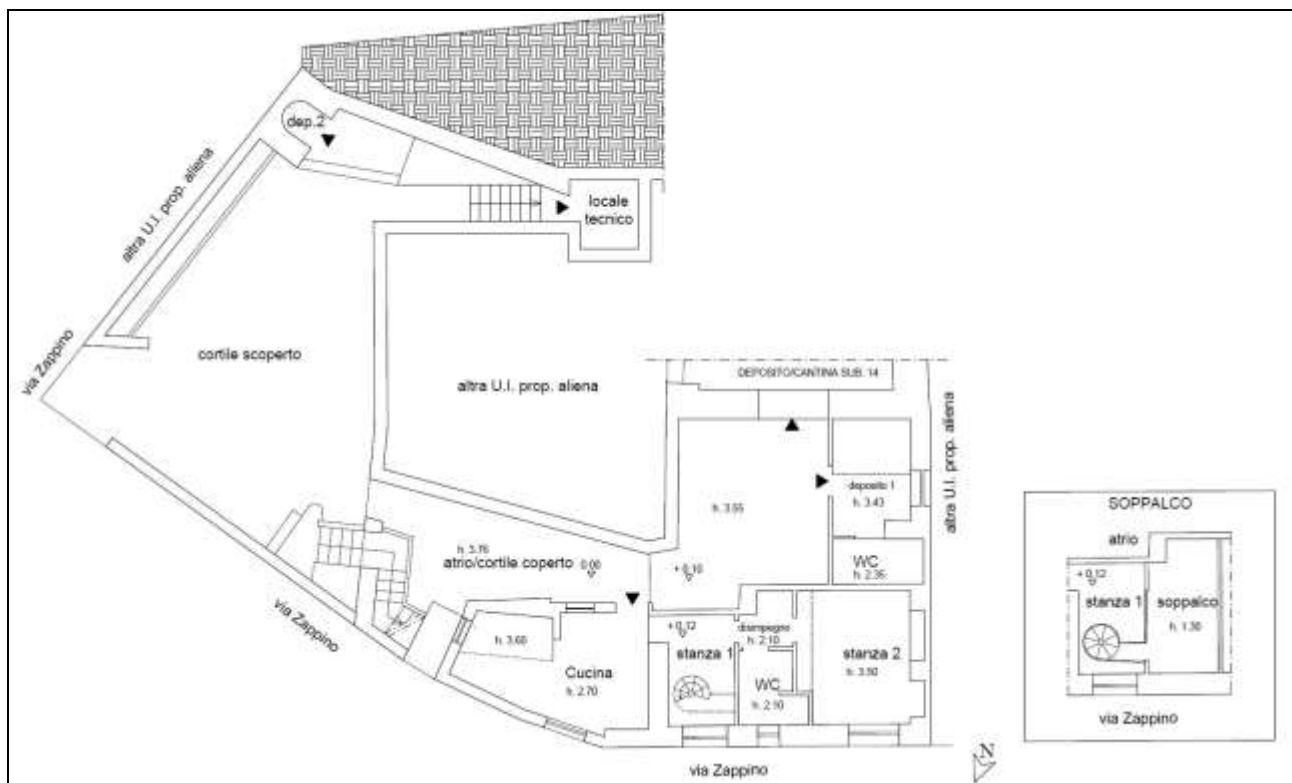 dep.2
locale
tecnico
altra U.I. prop. aliena
via Zappino
cortile scoperto
altra U.I. prop. aliena
DEPOSITO/CANTINA SUB. 14
altra U.I. prop. aliena
deposito 1
h. 3.43
h. 3.55
WC
h. 2.35
h. 3.76
atrio/cortile coperto
0.00
+ 0.10
via Zappino
h. 3.60
Cucina
h. 2.70
+ 0.12
stanza 1
disimpegno
h. 2.10
WC
h. 2.10
stanza 2
h. 3.50
via Zappino
N
SOPPALCO
atrio
+ 0.12
stanza 1
soppalco
h. 1.30
via Zappino